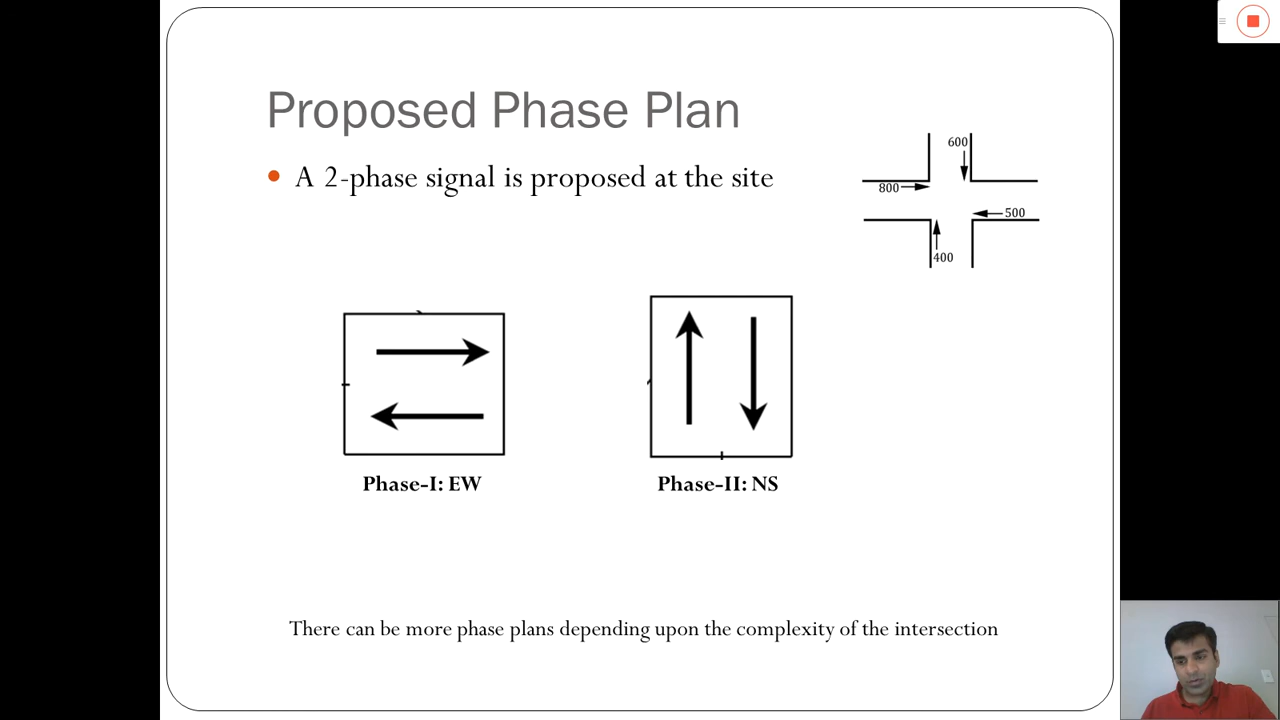 Proposed Phase Plan
A 2-phase signal is proposed at the site
600
800
500
400
Phase-I: EW
Phase-II: NS
There can be more phase plans depending upon the complexity of the intersection